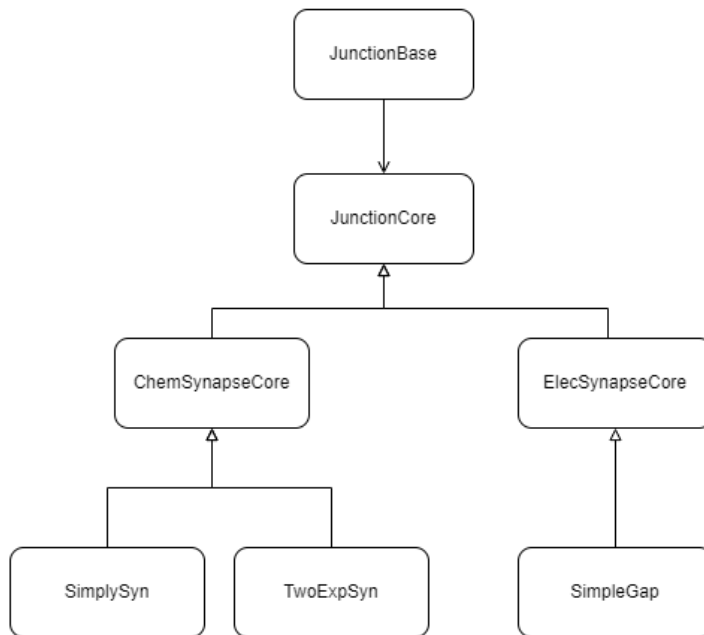 JunctionBase
JunctionCore
ChemSynapseCore
ElecSynapseCore
SimplySyn
TwoExpSyn
SimpleGap